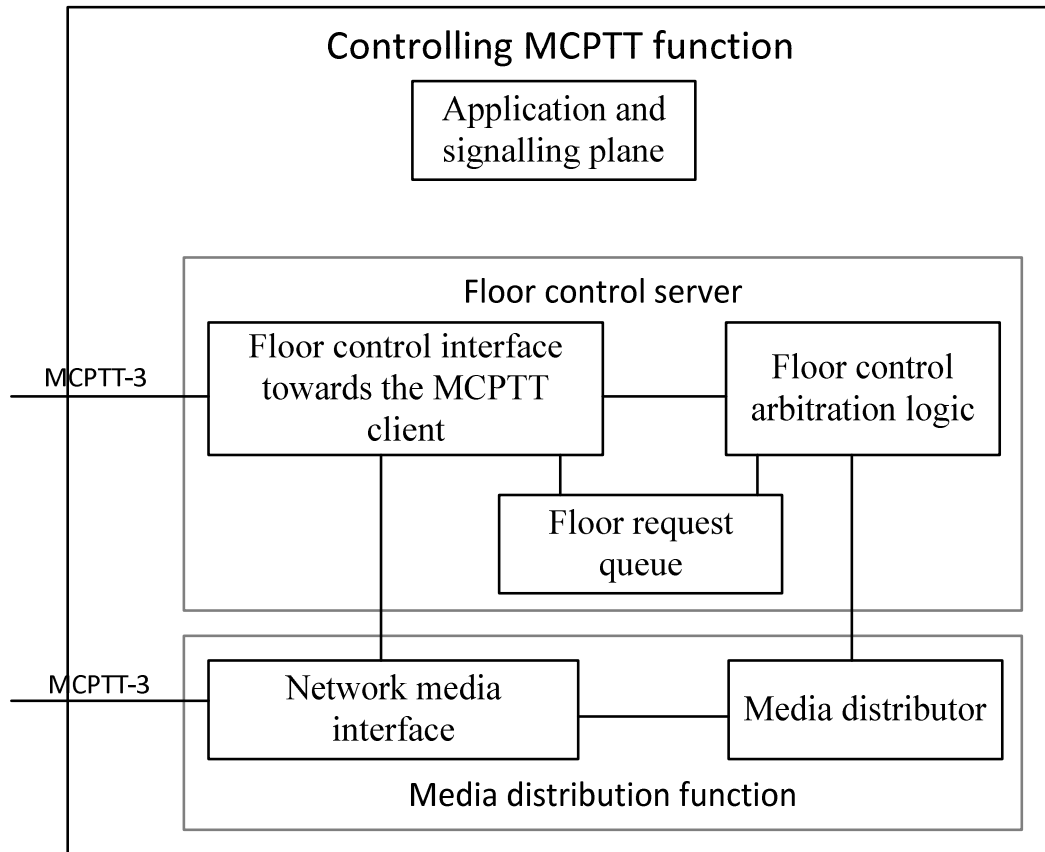 Controlling MCPTT function
Application and
signalling plane
Floor control server
Floor control interface
towards the MCPTT
client
Floor control
arbitration logic
MCPTT-3
Floor request
queue
MCPTT-3
Network media
interface
Media distributor
Media distribution function